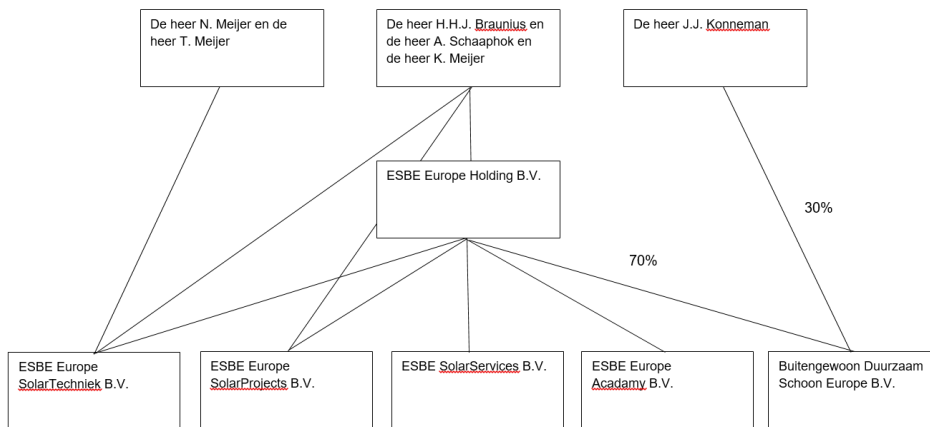 De heer N. Meijer en de
heer T. Meijer
De heer H.H.J. Braunius en
de heer A. Schaaphok en
de heer K. Meijer
De heer J.J. Konneman
ESBE Europe Holding B.V.
30%
70%
ESBE Europe
SolarTechniek B.V.
ESBE Europe
SolarProjects B.V.
ESBE SolarServices B.V.
ESBE Europe
Acadamy B.V.
Buitengewoon Duurzaam
Schoon Europe B.V.